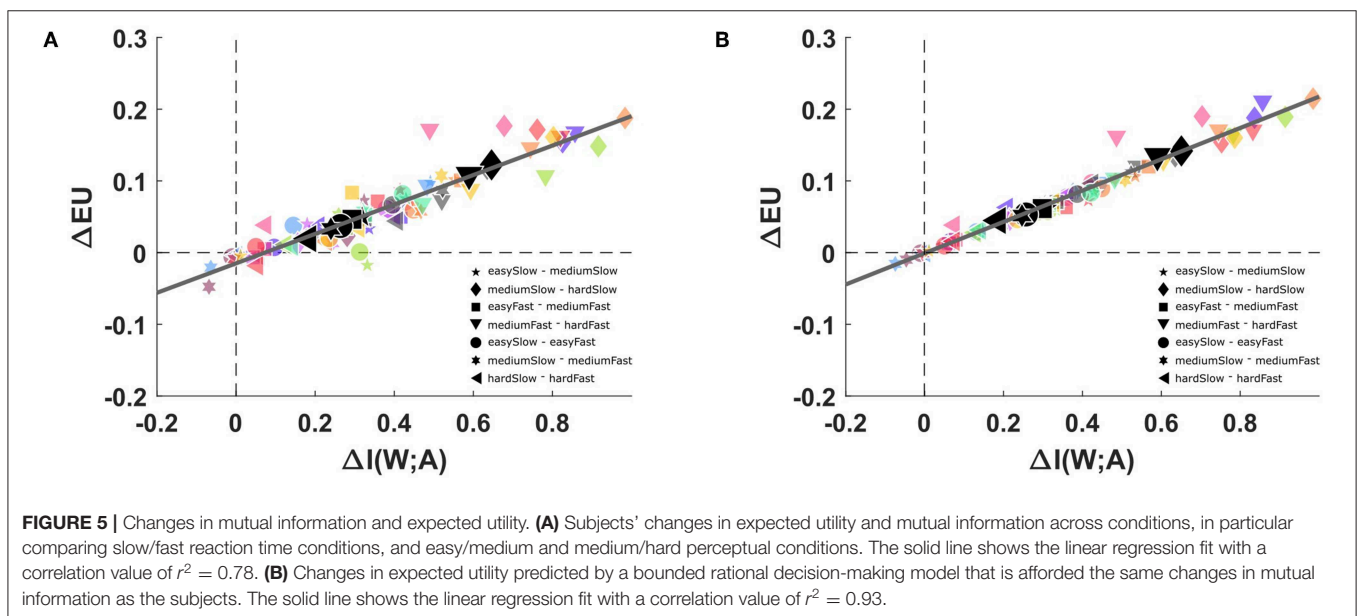 A
0.3
0.2
0.1
0
-0.1
-0.2
ΔEU
-0.2 0 0.2 0.4 0.6 0.8
ΔI(W;A)
easySlow - mediumSlow
mediumSlow - hardSlow
easyFast - mediumFast
mediumFast - hardFast
easySlow - easyFast
mediumSlow - mediumFast
hardSlow - hardFast
B
0.3
0.2
0.1
0
-0.1
-0.2
ΔEU
-0.2 0 0.2 0.4 0.6 0.8
ΔI(W;A)
easySlow - mediumSlow
mediumSlow - hardSlow
easyFast - mediumFast
mediumFast - hardFast
easySlow - easyFast
mediumSlow - mediumFast
hardSlow - hardFast
FIGURE 5 | Changes in mutual information and expected utility. (A) Subjects' changes in expected utility and mutual information across conditions, in particular
comparing slow/fast reaction time conditions, and easy/medium and medium/hard perceptual conditions. The solid line shows the linear regression fit with a
correlation value of r² = 0.78. (B) Changes in expected utility predicted by a bounded rational decision-making model that is afforded the same changes in mutual
information as the subjects. The solid line shows the linear regression fit with a correlation value of r² = 0.93.